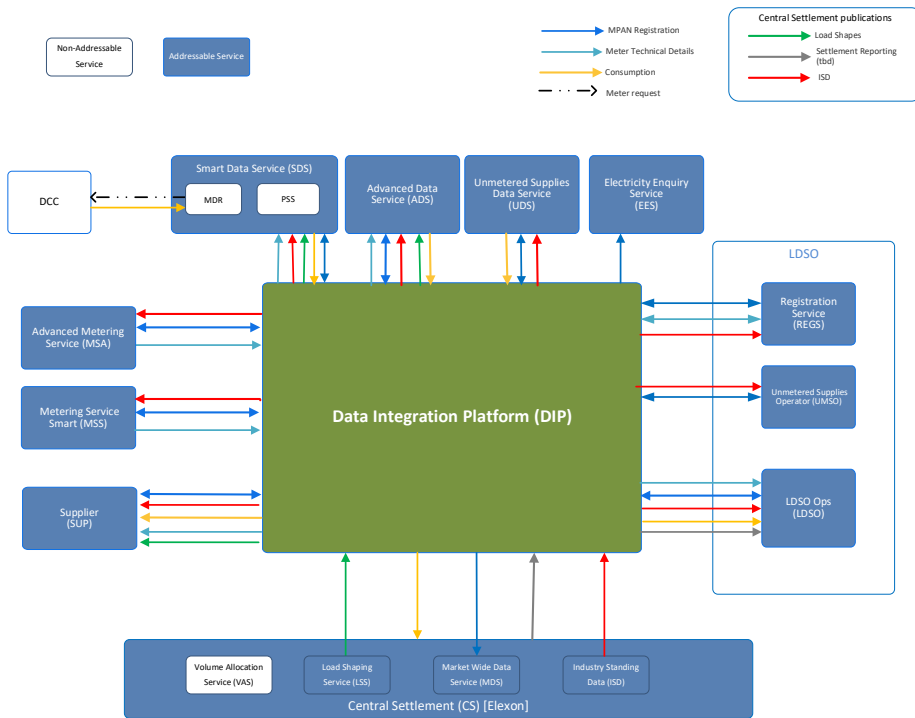 Non-Addressable
Service
Addressable Service
MPAN Registration
Meter Technical Details
Consumption
Meter request
Central Settlement publications
Load Shapes
Settlement Reporting
(tbd)
ISD
DCC
Smart Data Service (SDS)
MDR
PSS
Advanced Data
Service (ADS)
Unmetered Supplies
Data Service
(UDS)
Electricity Enquiry
Service
(EES)
LDSO
Registration
Service
(REGS)
Advanced Metering
Service (MSA)
Metering Service
Smart (MSS)
Data Integration Platform (DIP)
Unmetered Supplies
Operator (UMSO)
Supplier
(SUP)
LDSO Ops
(LDSO)
Volume Allocation
Service (VAS)
Load Shaping
Service (LSS)
Market Wide Data
Service (MDS)
Industry Standing
Data (ISD)
Central Settlement (CS) [Elexon]